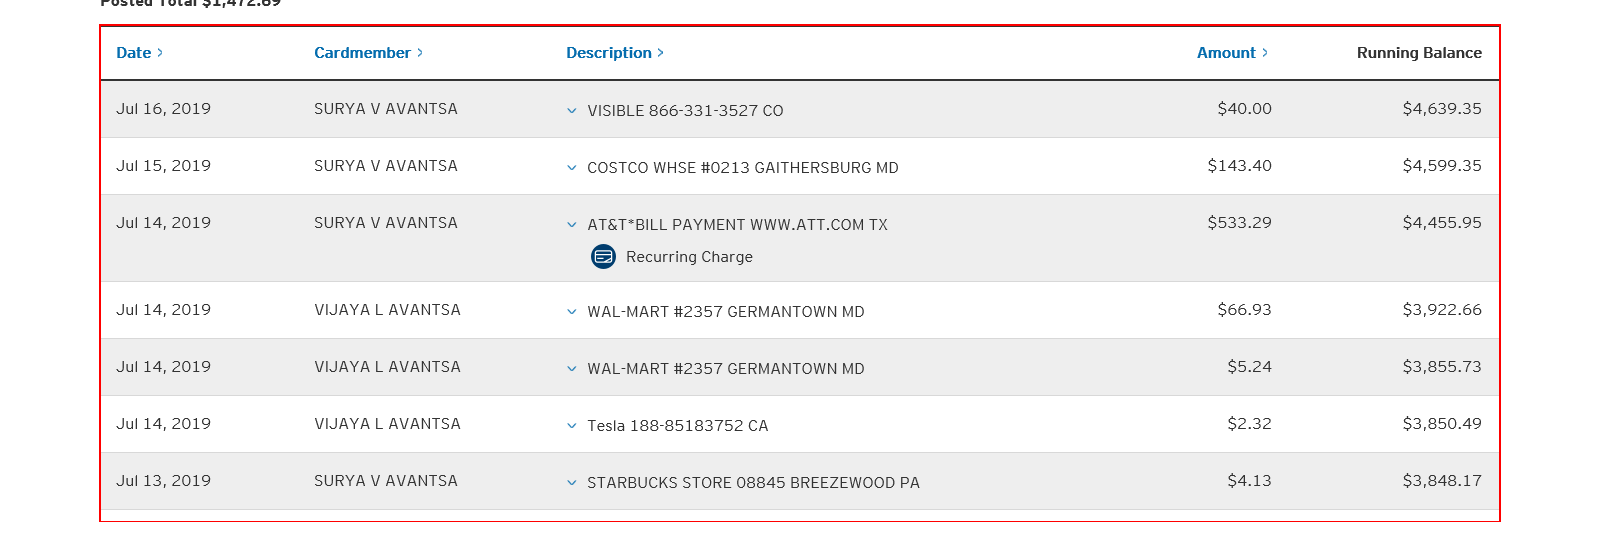 Posted Total $1,472.69
Date Cardmember Description Amount Running Balance
Jul 16, 2019 SURYA V AVANTSA VISIBLE 866-331-3527 CO $40.00 $4,639.35
Jul 15, 2019 SURYA V AVANTSA COSTCO WHSE #0213 GAITHERSBURG MD $143.40 $4,599.35
Jul 14, 2019 SURYA V AVANTSA AT&T*BILL PAYMENT WWW.ATT.COM TX $533.29 $4,455.95
Recurring Charge
Jul 14, 2019 VIJAYA L AVANTSA WAL-MART #2357 GERMANTOWN MD $66.93 $3,922.66
Jul 14, 2019 VIJAYA L AVANTSA WAL-MART #2357 GERMANTOWN MD $5.24 $3,855.73
Jul 14, 2019 VIJAYA L AVANTSA Tesla 188-85183752 CA $2.32 $3,850.49
Jul 13, 2019 SURYA V AVANTSA STARBUCKS STORE 08845 BREEZEWOOD PA $4.13 $3,848.17